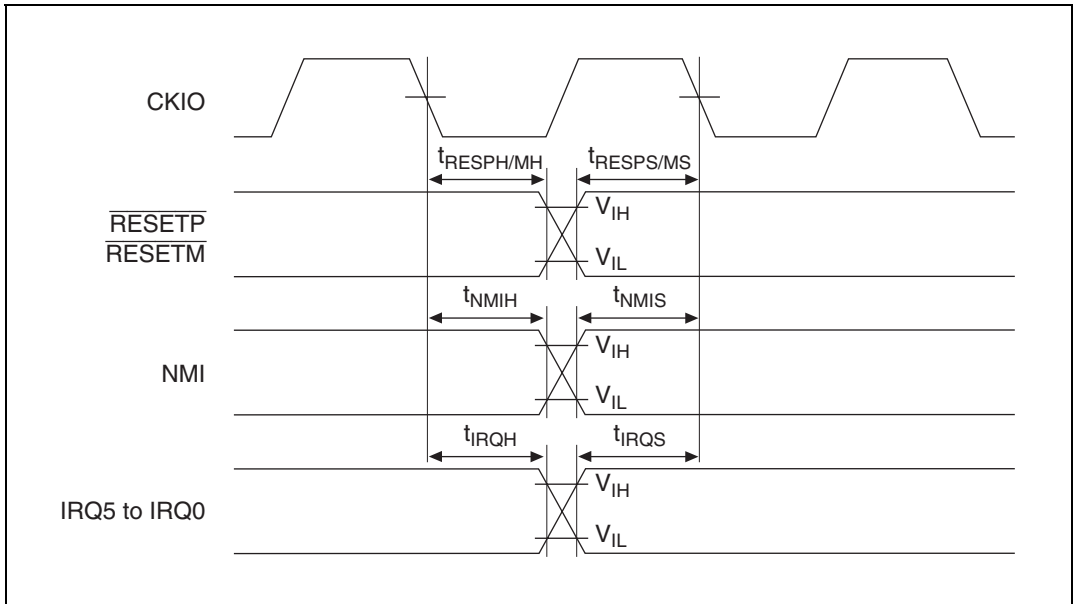 CKIO
tRESPH/MH tRESPS/MS
RESETP
RESETM
VIH
VIL
tNMIH tNMIS
NMI
VIH
VIL
tIRQH tIRQS
IRQ5 to IRQ0
VIH
VIL